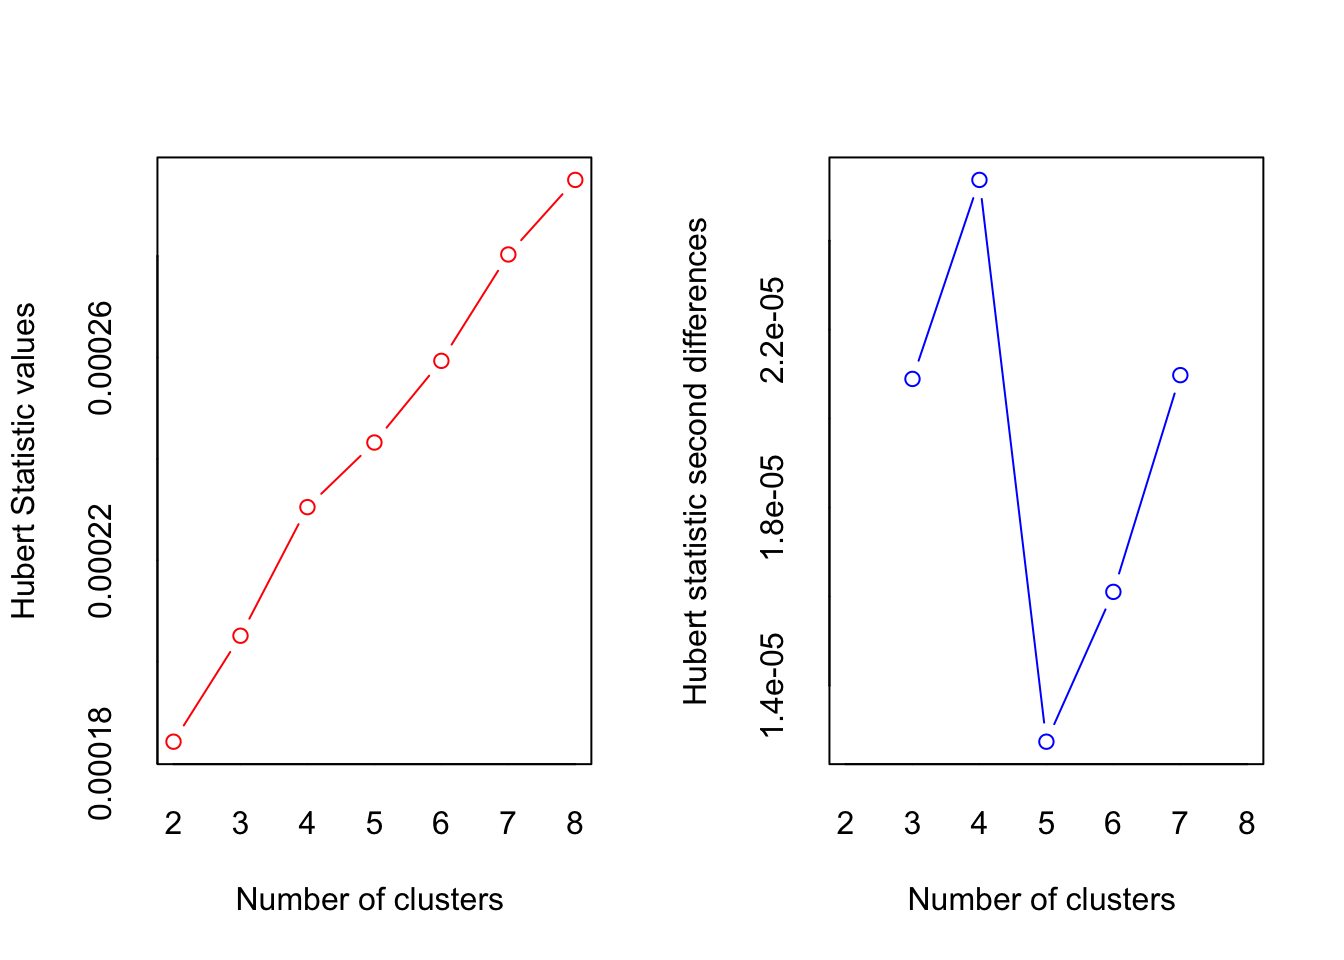 Hubert Statistic values
0.00018 0.00022 0.00026
2 3 4 5 6 7 8
Number of clusters
Hubert statistic second differences
1.4e-05 1.8e-05 2.2e-05
2 3 4 5 6 7 8
Number of clusters